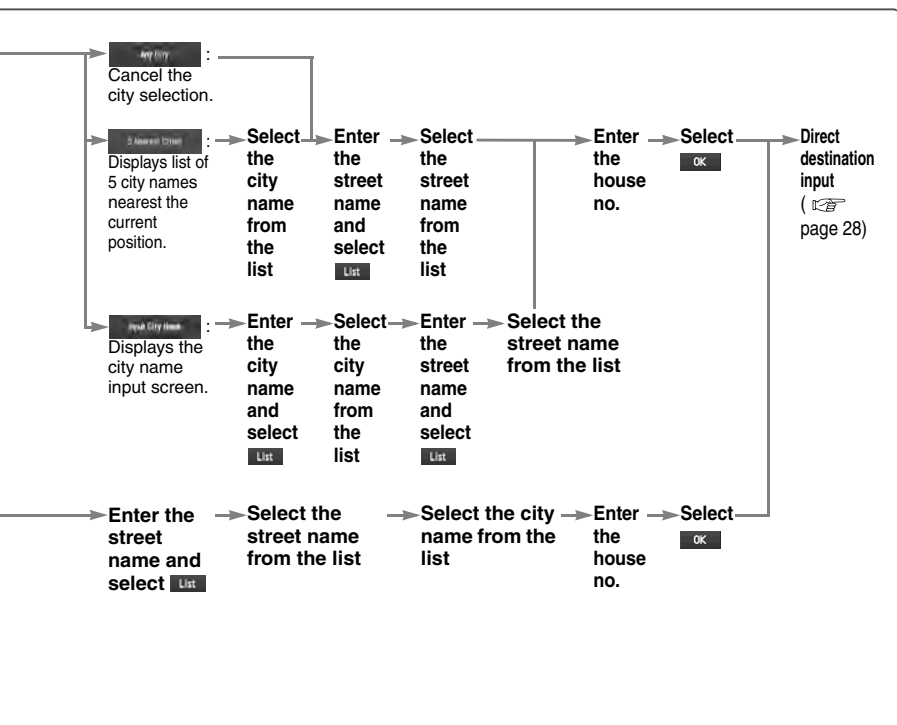 Any City :
Cancel the
city selection.
5 Nearest Cities :
Displays list of
5 city names
nearest the
current
position.
Select
the
city
name
from
the
list
Enter
the
street
name
and
select
List
Select
the
street
name
from
the
list
Enter
the
house
no.
Select
OK
Direct
destination
input
( ☞
page 28)
Input City Name :
Displays the
city name
input screen.
Enter
the
city
name
and
select
List
Select
the
city
name
from
the
list
Enter
the
street
name
and
select
List
Select the
street name
from the list
Enter the
street
name and
select List
Select the
street name
from the list
Select the city
name from the
list
Enter
the
house
no.
Select
OK